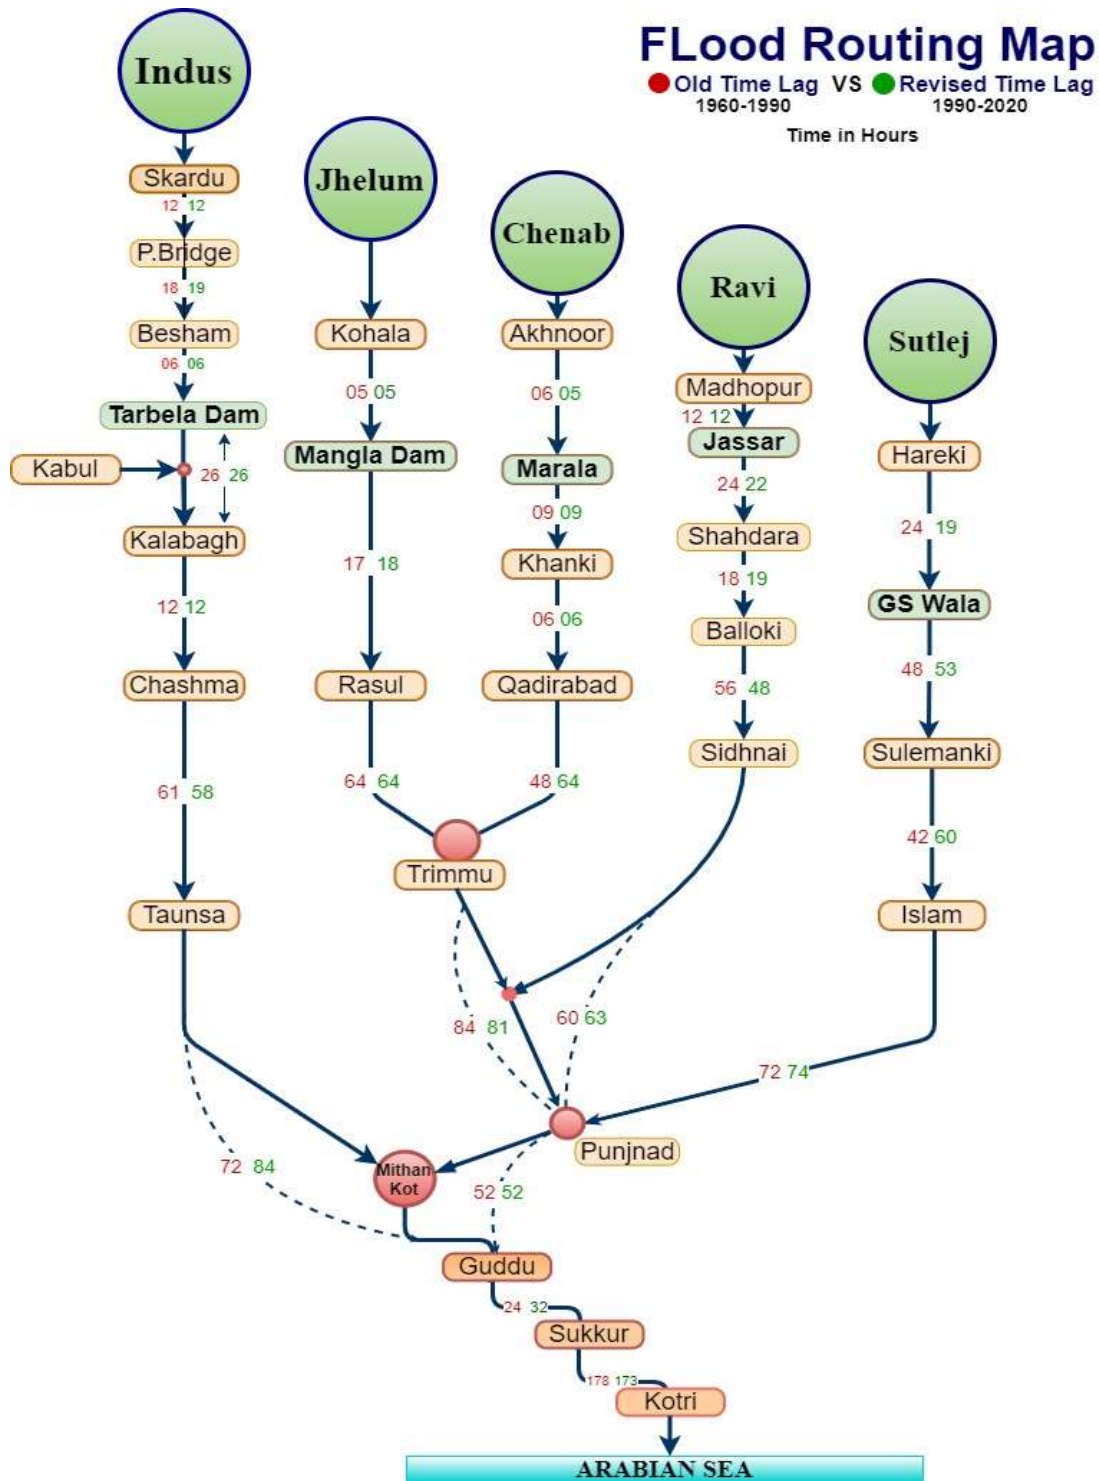 FLood Routing Map
Old Time Lag VS Revised Time Lag
1960-1990 1990-2020
Time in Hours
Indus
Skardu
12 12
P.Bridge
18 19
Besham
06 06
Tarbela Dam
Kabul
26 26
Kalabagh
12 12
Chashma
61 58
Taunsa
72 84
Jhelum
Kohala
05 05
Mangla Dam
17 18
Rasul
64 64
Chenab
Akhnoor
06 05
Marala
09 09
Khanki
06 06
Qadirabad
48 64
Trimmu
84 81
Ravi
Madhopur
12 12
Jassar
24 22
Shahdara
18 19
Balloki
56 48
Sidhnai
60 63
Sutlej
Hareki
24 19
GS Wala
48 53
Sulemanki
42 60
Islam
72 74
Punjnad
Mithan
Kot
52 52
Guddu
24 32
Sukkur
178 173
Kotri
ARABIAN SEA